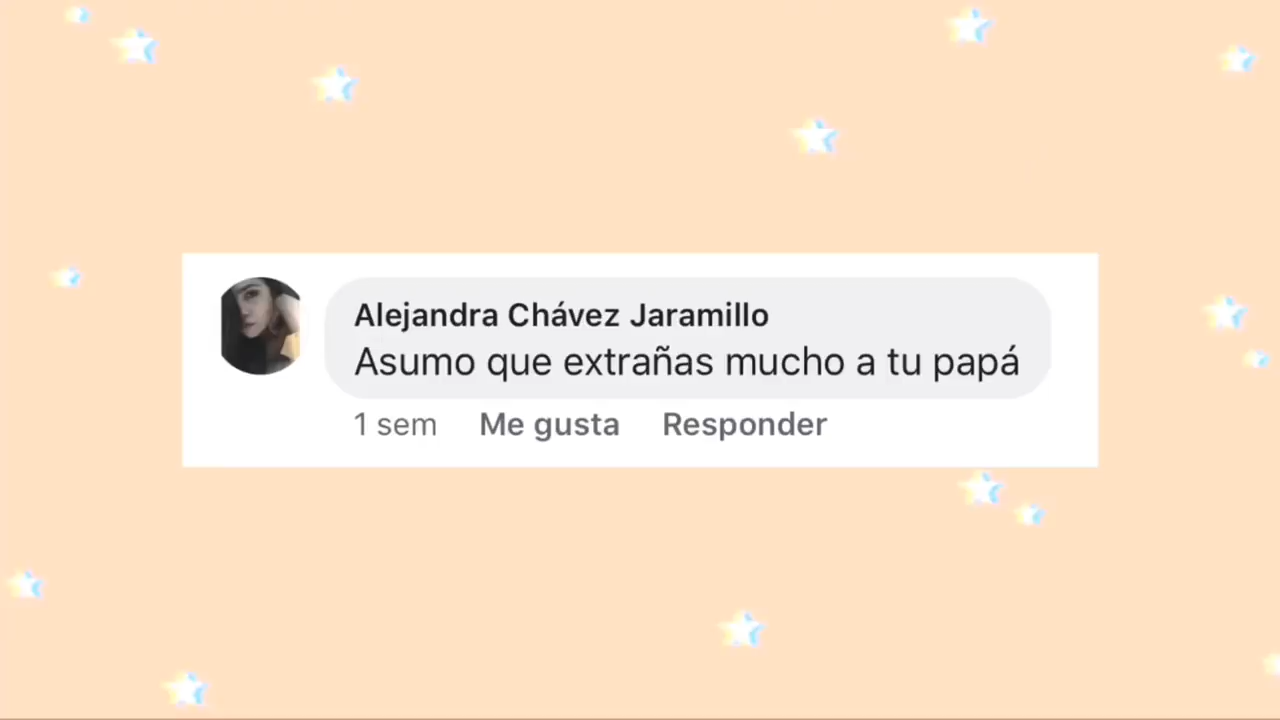 Alejandra Chávez Jaramillo
Asumo que extrañas mucho a tu papá
1 sem Me gusta Responder